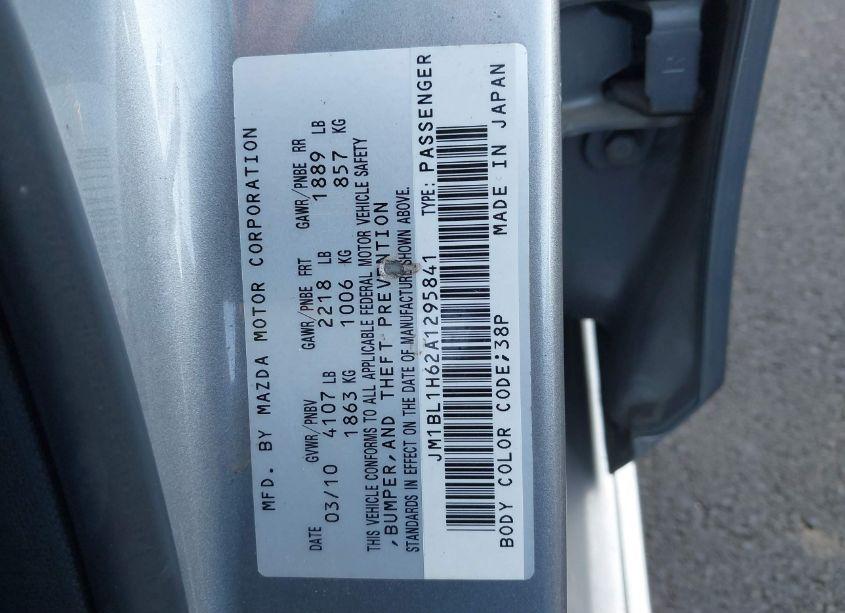 MFD. BY MAZDA MOTOR CORPORATION
DATE GVWR/PNBV GAWR/PNBE FRT GAWR/PNBE RR
03/10 4107 LB 2218 LB 1889 LB
1863 KG 1006 KG 857 KG
THIS VEHICLE CONFORMS TO ALL APPLICABLE FEDERAL MOTOR VEHICLE SAFETY
,BUMPER,AND THEFT PREVENTION
STANDARDS IN EFFECT ON THE DATE OF MANUFACTURE SHOWN ABOVE.
JM1BL1H62A1295841 TYPE: PASSENGER
BODY COLOR CODE;38P MADE IN JAPAN